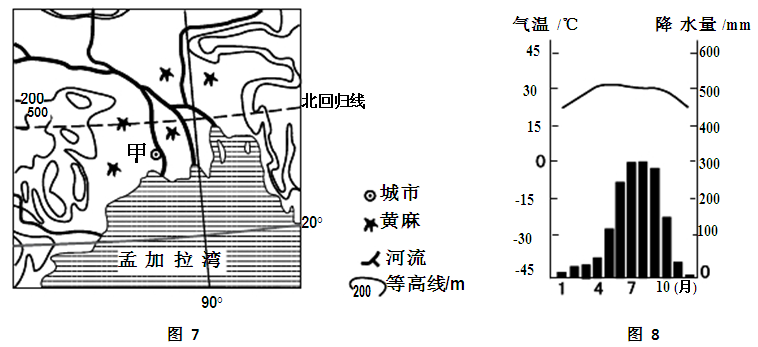 200
500
北回归线
甲
20°
孟加拉湾
90°
城市
黄麻
河流
200 等高线/m
图 7
气温 /℃
降水量/mm
45
30
15
0
-15
-30
-45
600
500
400
300
200
100
0
1 4 7 10 (月)
图 8